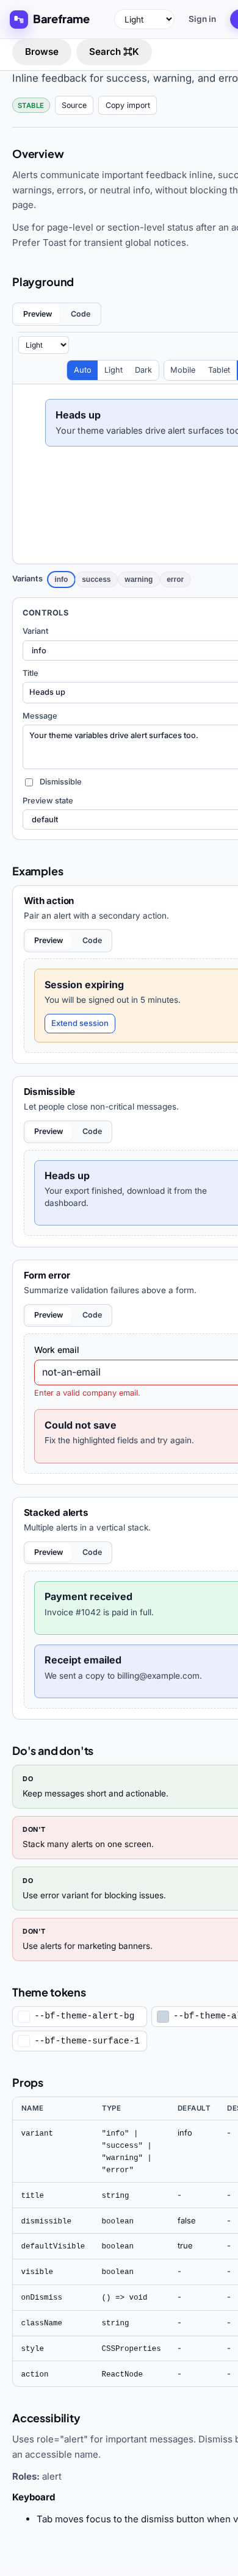 Bareframe
Light
Sign in
Browse
Search ⌘K
Inline feedback for success, warning, and erro
STABLE
Source
Copy import
Overview
Alerts communicate important feedback inline, succ
warnings, errors, or neutral info, without blocking th
page.
Use for page-level or section-level status after an a
Prefer Toast for transient global notices.
Playground
Preview
Code
Light
Auto
Light
Dark
Mobile
Tablet
Heads up
Your theme variables drive alert surfaces too
Variants
info
success
warning
error
CONTROLS
Variant
info
Title
Heads up
Message
Your theme variables drive alert surfaces too.
Dismissible
Preview state
default
Examples
With action
Pair an alert with a secondary action.
Preview
Code
Session expiring
You will be signed out in 5 minutes.
Extend session
Dismissible
Let people close non-critical messages.
Preview
Code
Heads up
Your export finished, download it from the
dashboard.
Form error
Summarize validation failures above a form.
Preview
Code
Work email
not-an-email
Enter a valid company email.
Could not save
Fix the highlighted fields and try again.
Stacked alerts
Multiple alerts in a vertical stack.
Preview
Code
Payment received
Invoice #1042 is paid in full.
Receipt emailed
We sent a copy to billing@example.com.
Do's and don'ts
DO
Keep messages short and actionable.
DON'T
Stack many alerts on one screen.
DO
Use error variant for blocking issues.
DON'T
Use alerts for marketing banners.
Theme tokens
--bf-theme-alert-bg
--bf-theme-a
--bf-theme-surface-1
Props
NAME TYPE DEFAULT DE
variant "info" | info -
"success" |
"warning" |
"error"
title string - -
dismissible boolean false -
defaultVisible boolean true -
visible boolean - -
onDismiss () => void - -
className string - -
style CSSProperties - -
action ReactNode - -
Accessibility
Uses role="alert" for important messages. Dismiss b
an accessible name.
Roles: alert
Keyboard
• Tab moves focus to the dismiss button when v